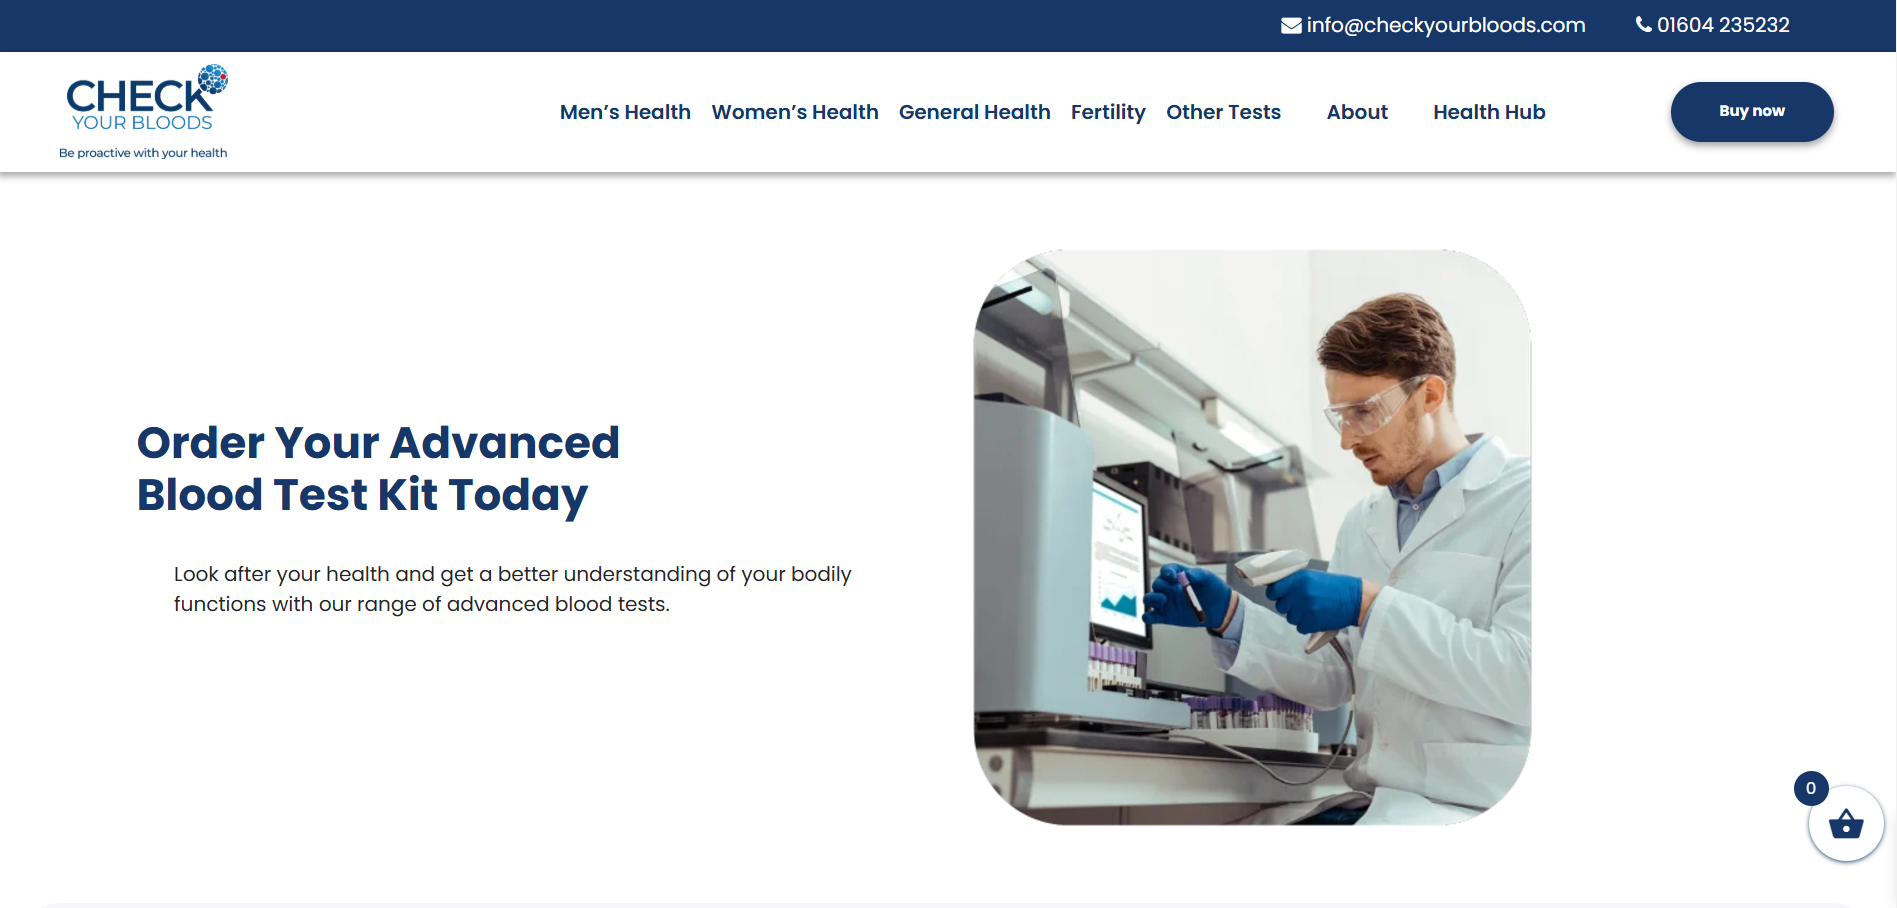 info@checkyourbloods.com
01604 235232
CHECK
YOUR BLOODS
Be proactive with your health
Men’s Health
Women’s Health
General Health
Fertility
Other Tests
About
Health Hub
Buy now
Order Your Advanced
Blood Test Kit Today
Look after your health and get a better understanding of your bodily
functions with our range of advanced blood tests.
0